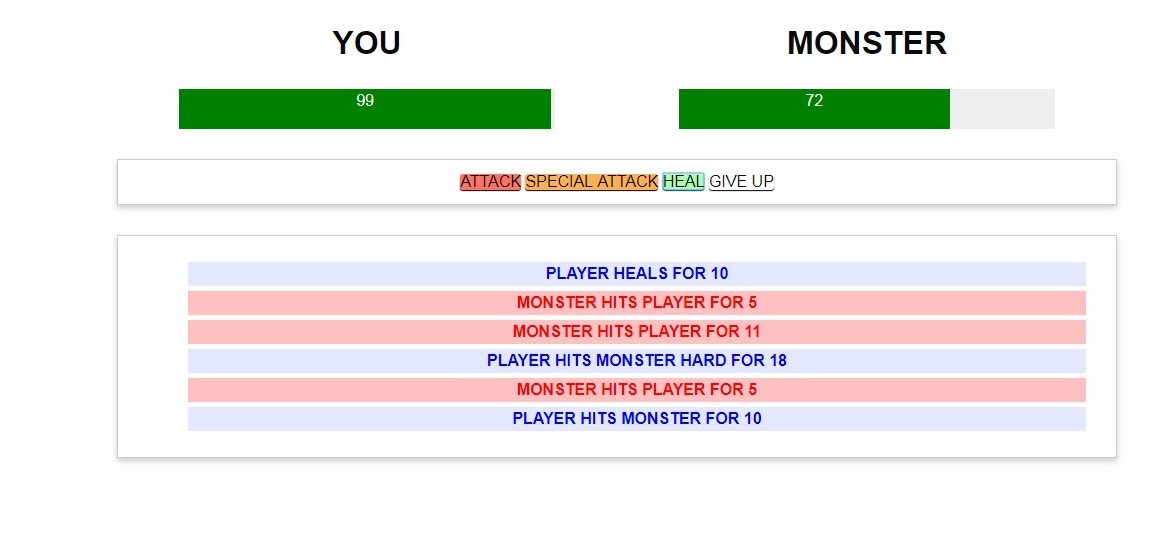 YOU MONSTER
99 72
ATTACK SPECIAL ATTACK HEAL GIVE UP
PLAYER HEALS FOR 10
MONSTER HITS PLAYER FOR 5
MONSTER HITS PLAYER FOR 11
PLAYER HITS MONSTER HARD FOR 18
MONSTER HITS PLAYER FOR 5
PLAYER HITS MONSTER FOR 10